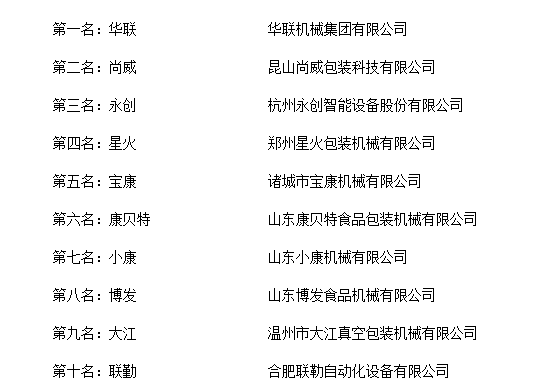 第一名：华联 华联机械集团有限公司
第二名：尚威 昆山尚威包装科技有限公司
第三名：永创 杭州永创智能设备股份有限公司
第四名：星火 郑州星火包装机械有限公司
第五名：宝康 诸城市宝康机械有限公司
第六名：康贝特 山东康贝特食品包装机械有限公司
第七名：小康 山东小康机械有限公司
第八名：博发 山东博发食品机械有限公司
第九名：大江 温州市大江真空包装机械有限公司
第十名：联勤 合肥联勤自动化设备有限公司